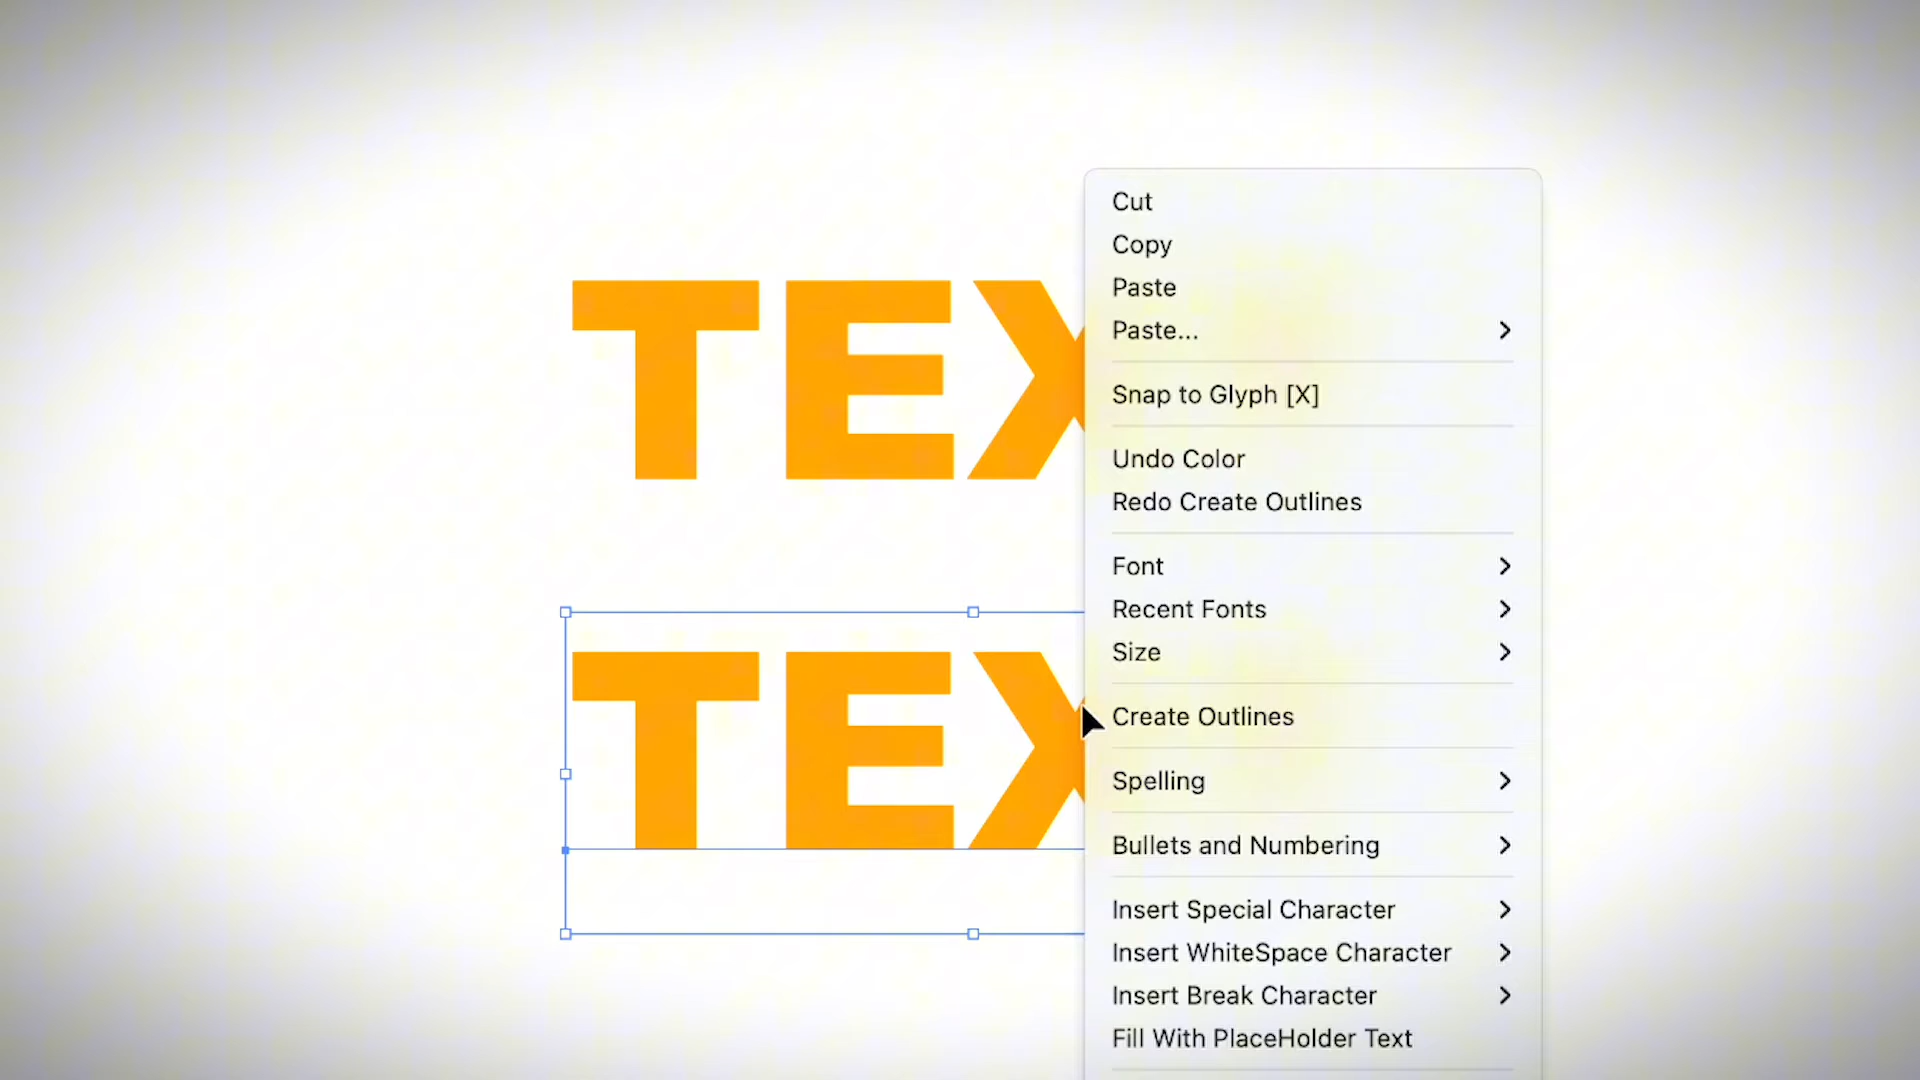 TEX
TEX
Cut
Copy
Paste
Paste...
Snap to Glyph [X]
Undo Color
Redo Create Outlines
Font
Recent Fonts
Size
Create Outlines
Spelling
Bullets and Numbering
Insert Special Character
Insert WhiteSpace Character
Insert Break Character
Fill With PlaceHolder Text